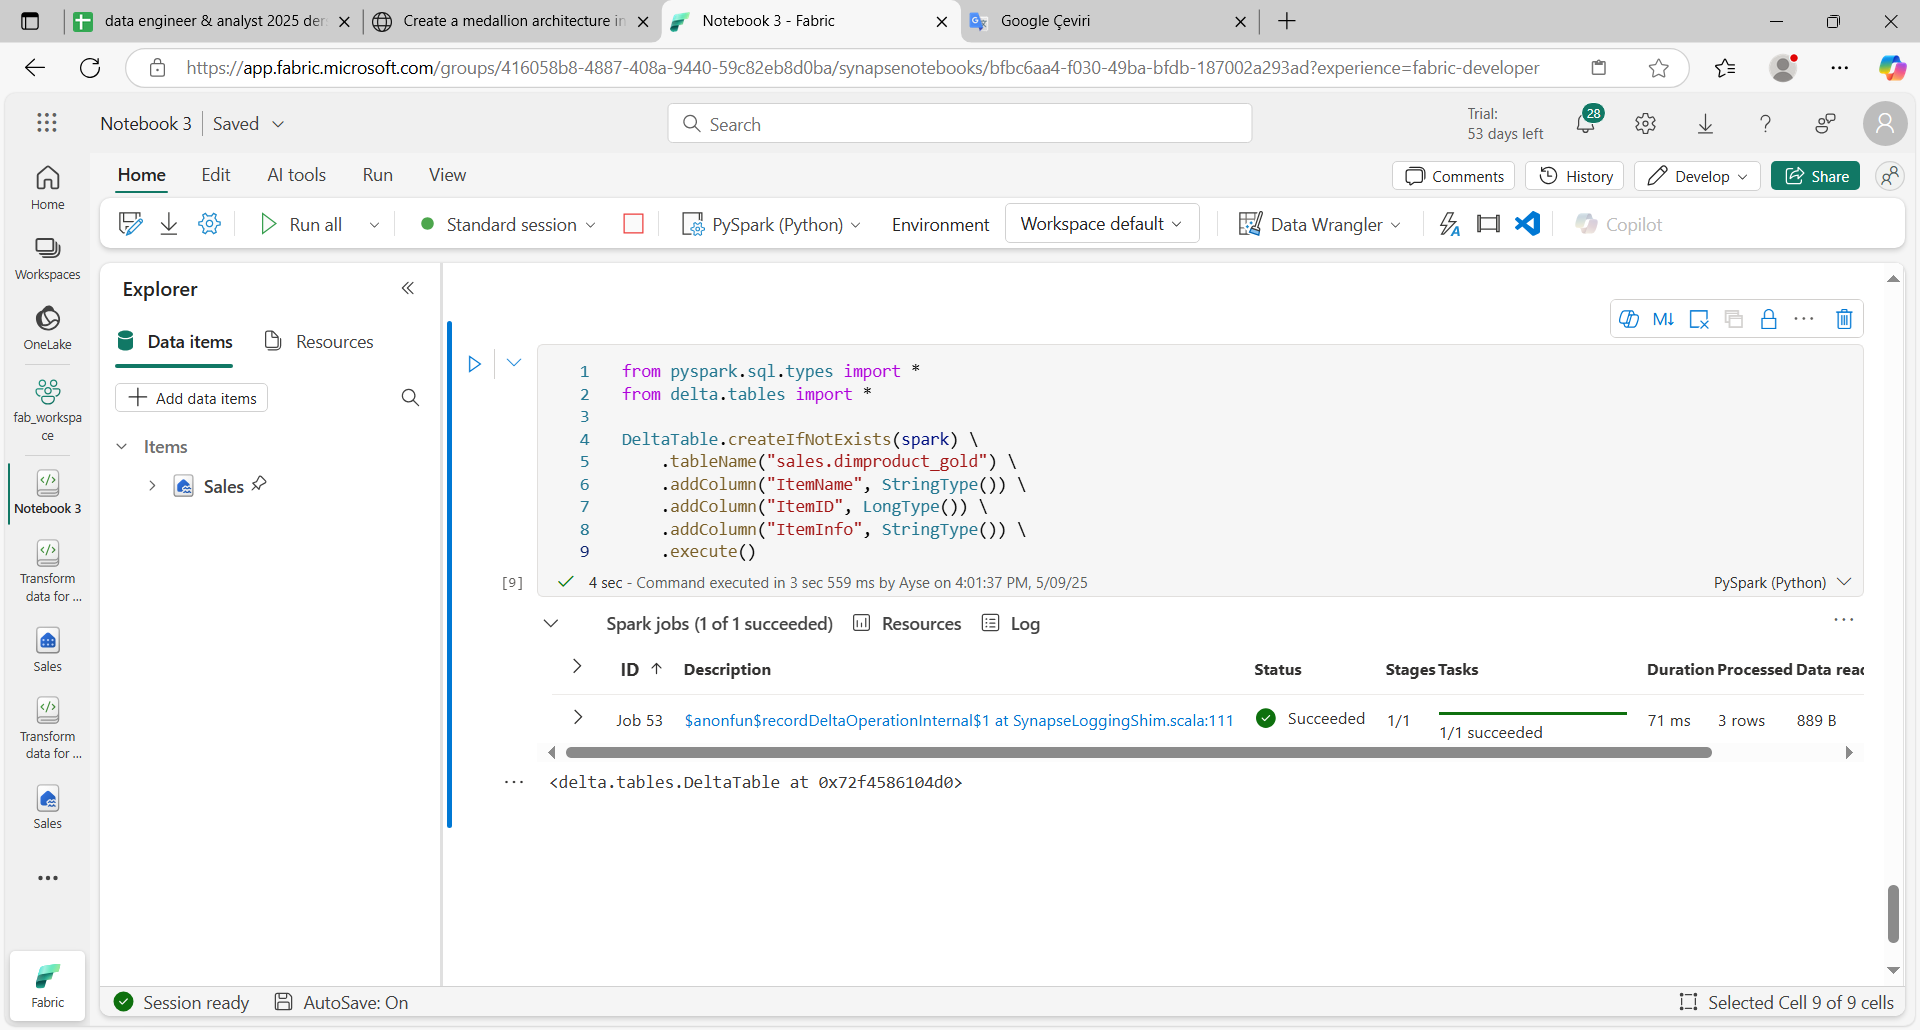 data engineer & analyst 2025 der
Create a medallion architecture in
Notebook 3 - Fabric
Google Çeviri
https://app.fabric.microsoft.com/groups/416058b8-4887-408a-9440-59c82eb8d0ba/synapsenotebooks/bfbc6aa4-f030-49ba-bfdb-187002a293ad?experience=fabric-developer
Notebook 3
Saved
Search
Trial:
53 days left
28
Home
Edit
AI tools
Run
View
Comments
History
Develop
Share
Run all
Standard session
PySpark (Python)
Environment
Workspace default
Data Wrangler
Copilot
Home
Workspaces
OneLake
fab_workspa
ce
Notebook 3
Transform
data for ...
Sales
Transform
data for ...
Sales
Fabric
Explorer
Data items
Resources
Add data items
Items
Sales
M↓
1 from pyspark.sql.types import *
2 from delta.tables import *
3
4 DeltaTable.createIfNotExists(spark) \
5 .tableName("sales.dimproduct_gold") \
6 .addColumn("ItemName", StringType()) \
7 .addColumn("ItemID", LongType()) \
8 .addColumn("ItemInfo", StringType()) \
9 .execute()
[9]
4 sec - Command executed in 3 sec 559 ms by Ayse on 4:01:37 PM, 5/09/25
PySpark (Python)
Spark jobs (1 of 1 succeeded)
Resources
Log
ID ↑ Description Status Stages Tasks Duration Processed Data read
Job 53 $anonfun$recordDeltaOperationInternal$1 at SynapseLoggingShim.scala:111 Succeeded 1/1 1/1 succeeded 71 ms 3 rows 889 B
<delta.tables.DeltaTable at 0x72f4586104d0>
Session ready
AutoSave: On
Selected Cell 9 of 9 cells